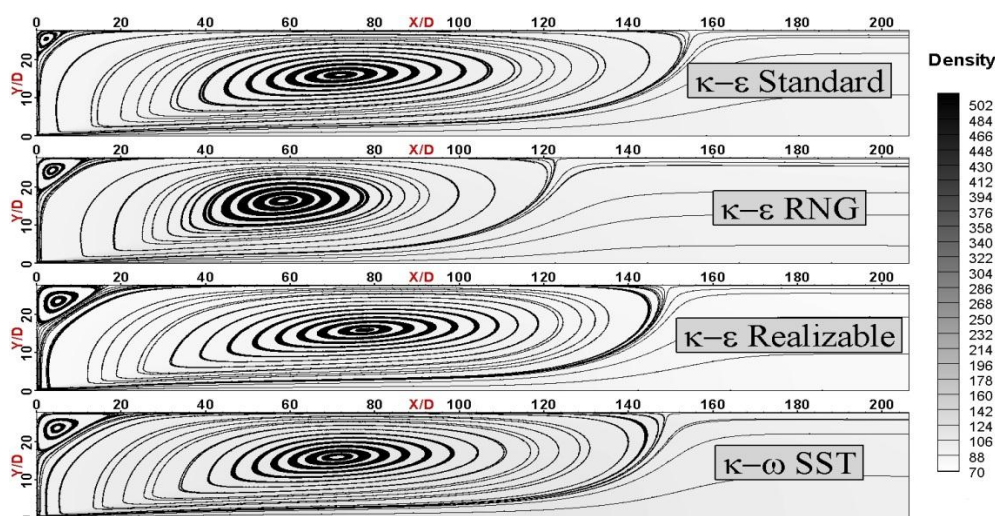 0 20 40 60 80 X/D 100 120 140 160 180 200
Y/D
20
10
0
κ–ε Standard
0 20 40 60 80 X/D 100 120 140 160 180 200
Y/D
20
10
0
κ–ε RNG
0 20 40 60 80 X/D 100 120 140 160 180 200
Y/D
20
10
0
κ–ε Realizable
0 20 40 60 80 X/D 100 120 140 160 180 200
Y/D
20
10
0
κ–ω SST
Density
502
484
466
448
430
412
394
376
358
340
322
304
286
268
250
232
214
196
178
160
142
124
106
88
70